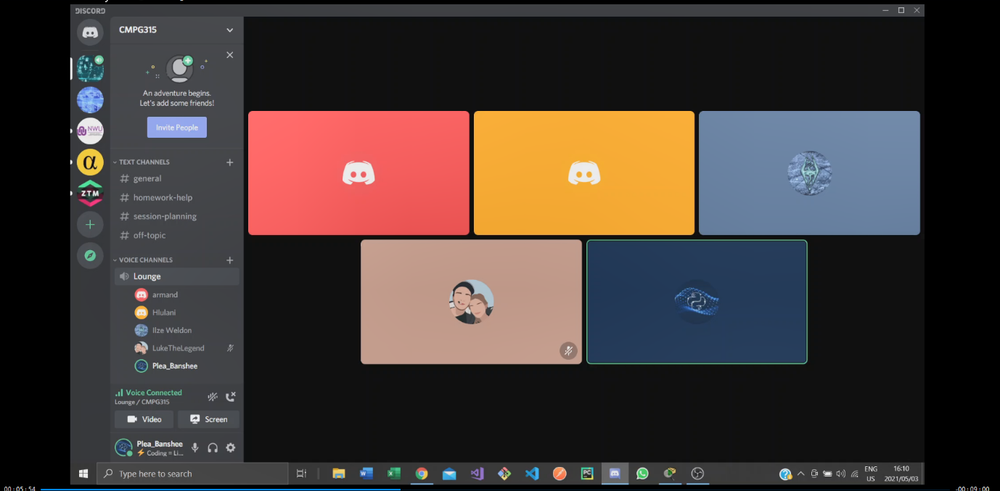 DISCORD
CMPG315
An adventure begins.
Let's add some friends!
Invite People
TEXT CHANNELS
# general
# homework-help
# session-planning
# off-topic
VOICE CHANNELS
Lounge
armand
Hlulani
Ilze Weldon
LukeTheLegend
Plea_Banshee
Voice Connected
Lounge / CMPG315
Video
Screen
Plea_Banshee
Coding = Li...
NWU
α
ZTM
Type here to search
W
X
PC
ENG
US
16:10
2021/05/03
00:05:54
-00:09:00